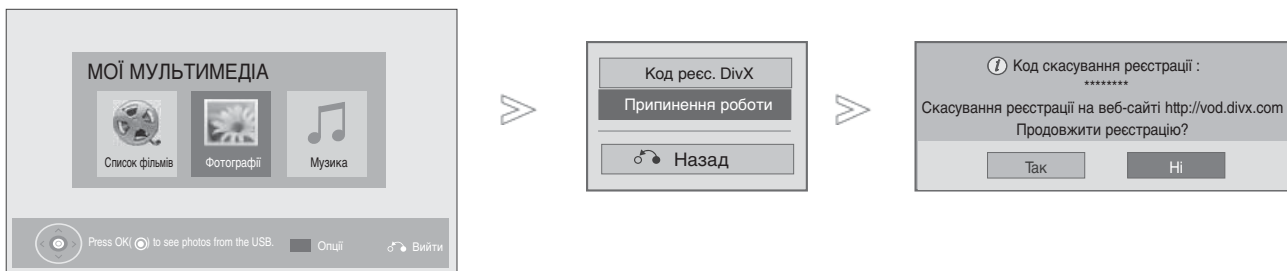 МОЇ МУЛЬТИМЕДІА
Список фільмів
Фотографії
Музика
Press OK( ) to see photos from the USB.
Опції
Вийти
Код реєс. DivX
Припинення роботи
Назад
Код скасування реєстрації :
********
Скасування реєстрації на веб-сайті http://vod.divx.com
Продовжити реєстрацію?
Так
Ні